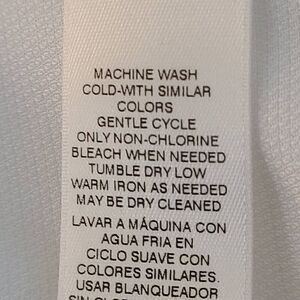 MACHINE WASH
COLD-WITH SIMILAR
COLORS
GENTLE CYCLE
ONLY NON-CHLORINE
BLEACH WHEN NEEDED
TUMBLE DRY LOW
WARM IRON AS NEEDED
MAY BE DRY CLEANED
LAVAR A MÁQUINA CON
AGUA FRIA EN
CICLO SUAVE CON
COLORES SIMILARES.
USAR BLANQUEADOR